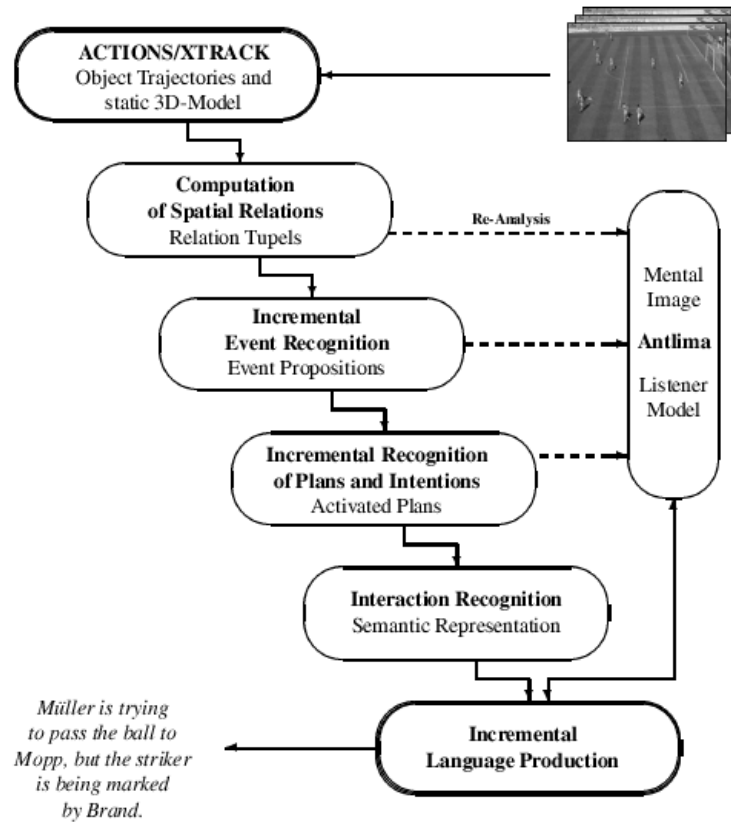 ACTIONS/XTRACK
Object Trajectories and
static 3D-Model
Computation
of Spatial Relations
Relation Tupels
Re-Analysis
Mental
Image
Antlima
Listener
Model
Incremental
Event Recognition
Event Propositions
Incremental Recognition
of Plans and Intentions
Activated Plans
Interaction Recognition
Semantic Representation
Incremental
Language Production
Müller is trying
to pass the ball to
Mopp, but the striker
is being marked
by Brand.